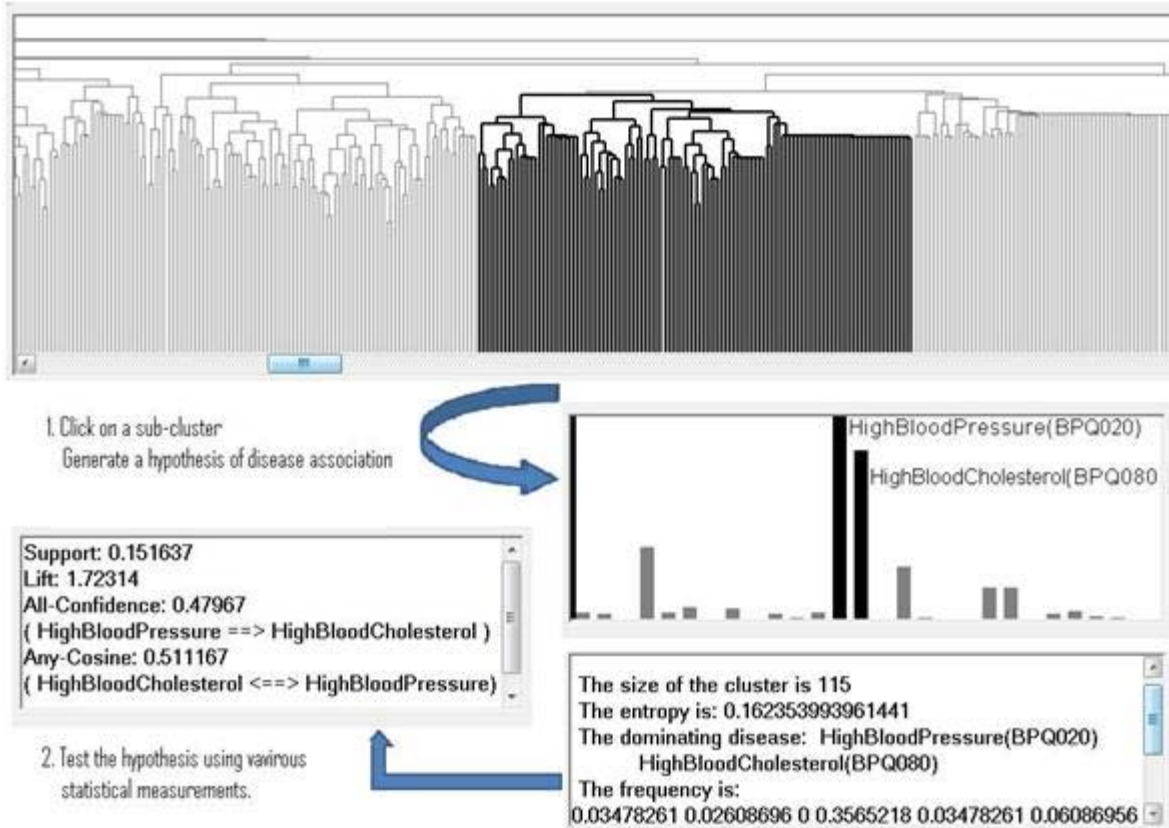 1. Click on a sub-cluster
Generate a hypothesis of disease association
HighBloodPressure(BPQ020)
HighBloodCholesterol(BPQ080
Support: 0.151637
Lift: 1.72314
All-Confidence: 0.47967
( HighBloodPressure ==> HighBloodCholesterol )
Any-Cosine: 0.511167
( HighBloodCholesterol <==> HighBloodPressure)
The size of the cluster is 115
The entropy is: 0.162353993961441
The dominating disease: HighBloodPressure(BPQ020)
HighBloodCholesterol(BPQ080)
The frequency is:
0.03478261 0.02608696 0 0.3565218 0.03478261 0.06086956
2. Test the hypothesis using vavirous
statistical measurements.